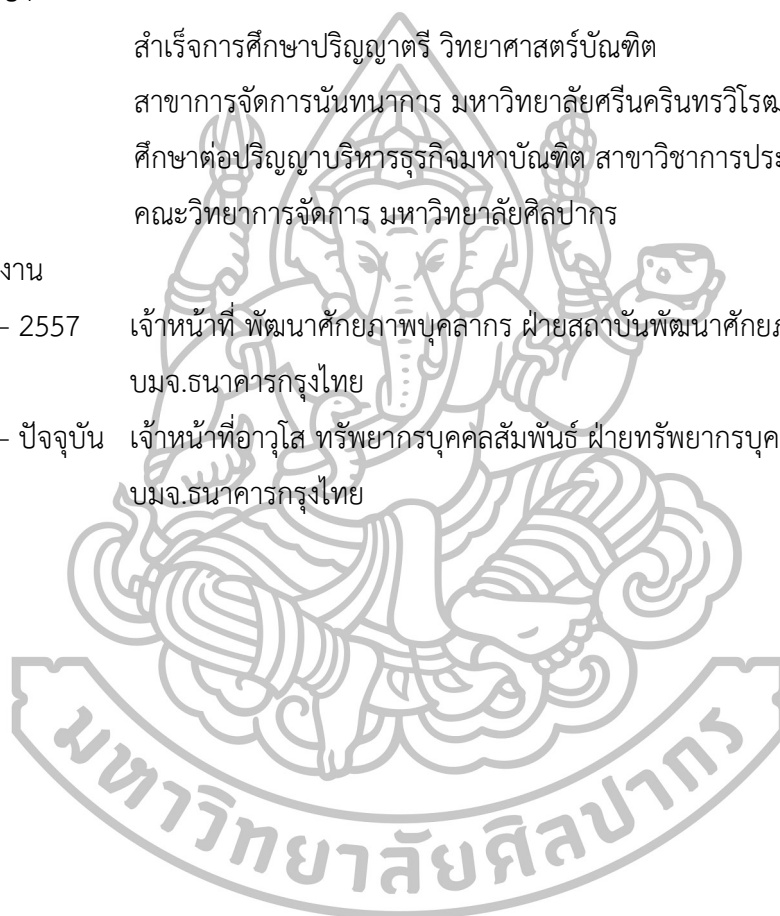 สำเร็จการศึกษาปริญญาตรี วิทยาศาสตร์บัณฑิต
สาขาการจัดการนันทนาการ มหาวิทยาลัยศรีนครินทรวิโรฒ
ศึกษาต่อปริญญาบริหารธุรกิจมหาบัณฑิต สาขาวิชาการประ
คณะวิทยาการจัดการ มหาวิทยาลัยศิลปากร
งาน
– 2557 เจ้าหน้าที่ พัฒนาศักยภาพบุคลากร ฝ่ายสถาบันพัฒนาศักยภ
บมจ.ธนาคารกรุงไทย
– ปัจจุบัน เจ้าหน้าที่อาวุโส ทรัพยากรบุคคลสัมพันธ์ ฝ่ายทรัพยากรบุค
บมจ.ธนาคารกรุงไทย
มหาวิทยาลัยศิลปากร